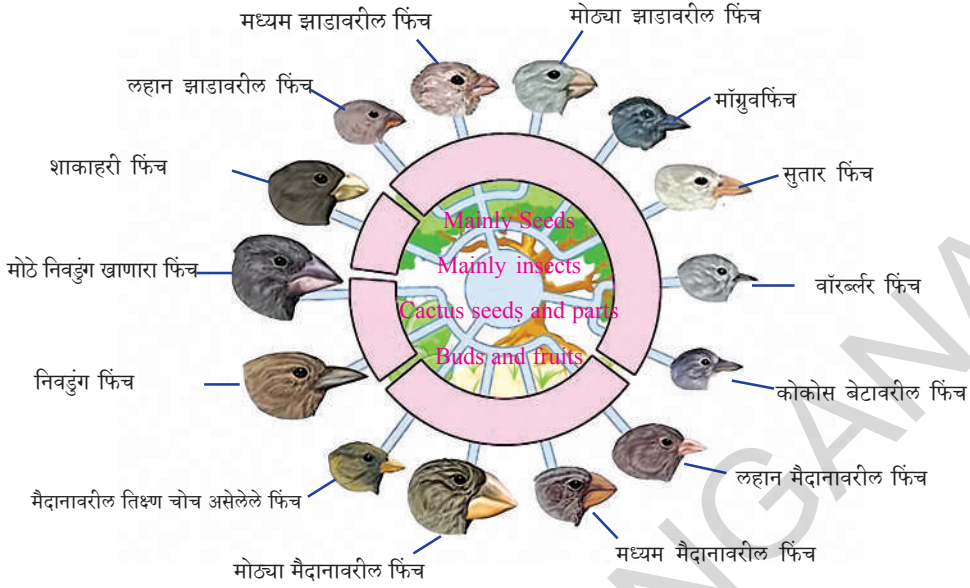 मध्यम झाडावरील फिंच
मोठ्या झाडावरील फिंच
लहान झाडावरील फिंच
मॉग्रुवफिंच
शाकाहरी फिंच
सुतार फिंच
Mainly Seeds
मोठे निवडुंग खाणारा फिंच
Mainly insects
वॉरर्ब्लर फिंच
Cactus seeds and parts
Buds and fruits
निवडुंग फिंच
कोकोस बेटावरील फिंच
लहान मैदानावरील फिंच
मैदानावरील तिक्ष्ण चोच असेलेले फिंच
मध्यम मैदानावरील फिंच
मोठ्या मैदानावरील फिंच